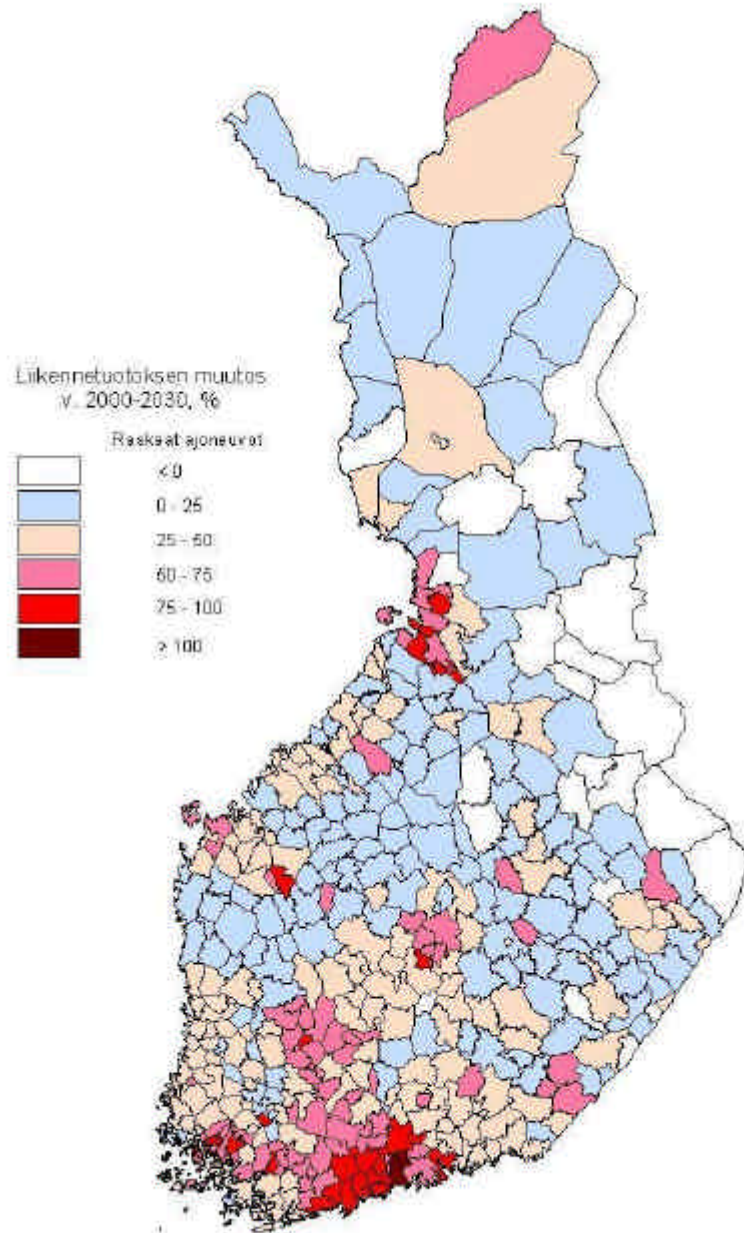 Liikennetuotoksen muutos
v. 2000-2030, %
Raskaat ajoneuvot
< 0
0 - 25
25 - 50
50 - 75
75 - 100
> 100